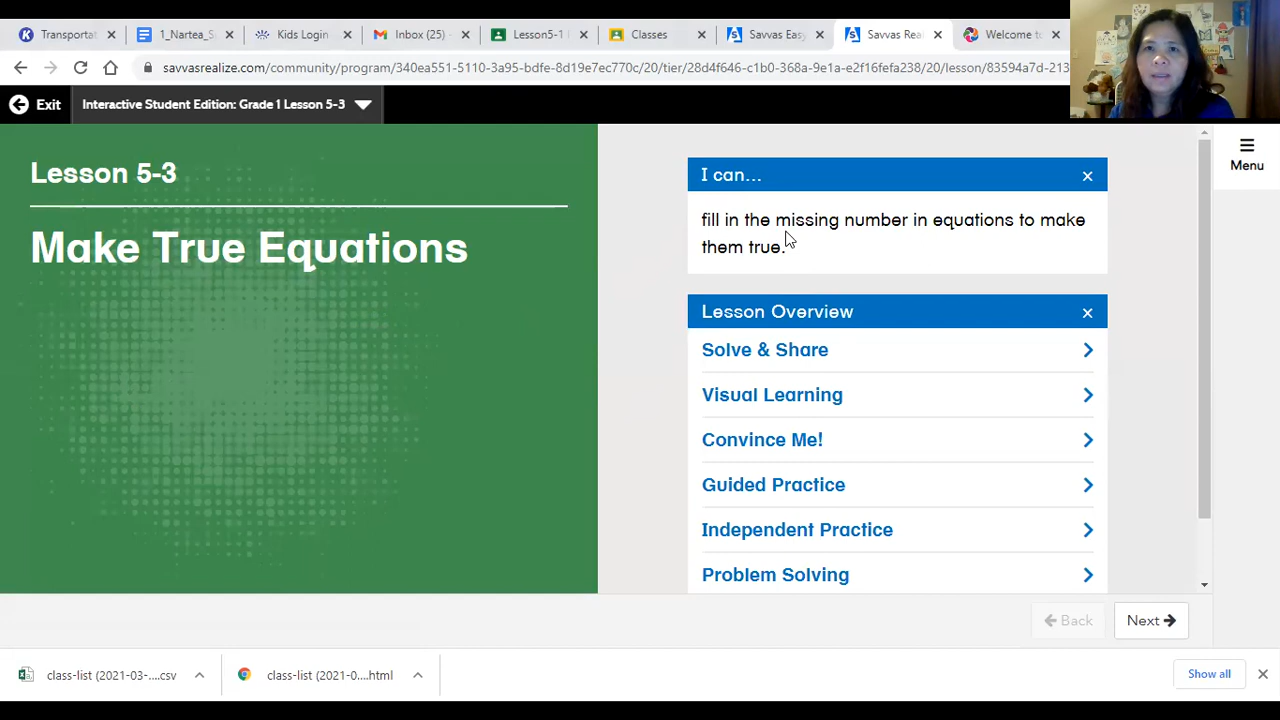 Transportat
1_Nartea_S
Kids Login
Inbox (25)
Lesson5-1
Classes
Savvas Easy
Savvas Rea
Welcome to
savvasrealize.com/community/program/340ea551-5110-3a95-bdfe-8d19e7ec770c/20/tier/28d4f646-c1b0-368a-9e1a-e2f16fefa238/20/lesson/83594a7d-213
Exit
Interactive Student Edition: Grade 1 Lesson 5-3
Menu
Lesson 5-3
Make True Equations
I can...
fill in the missing number in equations to make
them true.
Lesson Overview
Solve & Share
Visual Learning
Convince Me!
Guided Practice
Independent Practice
Problem Solving
Back
Next
class-list (2021-03-....csv
class-list (2021-0....html
Show all